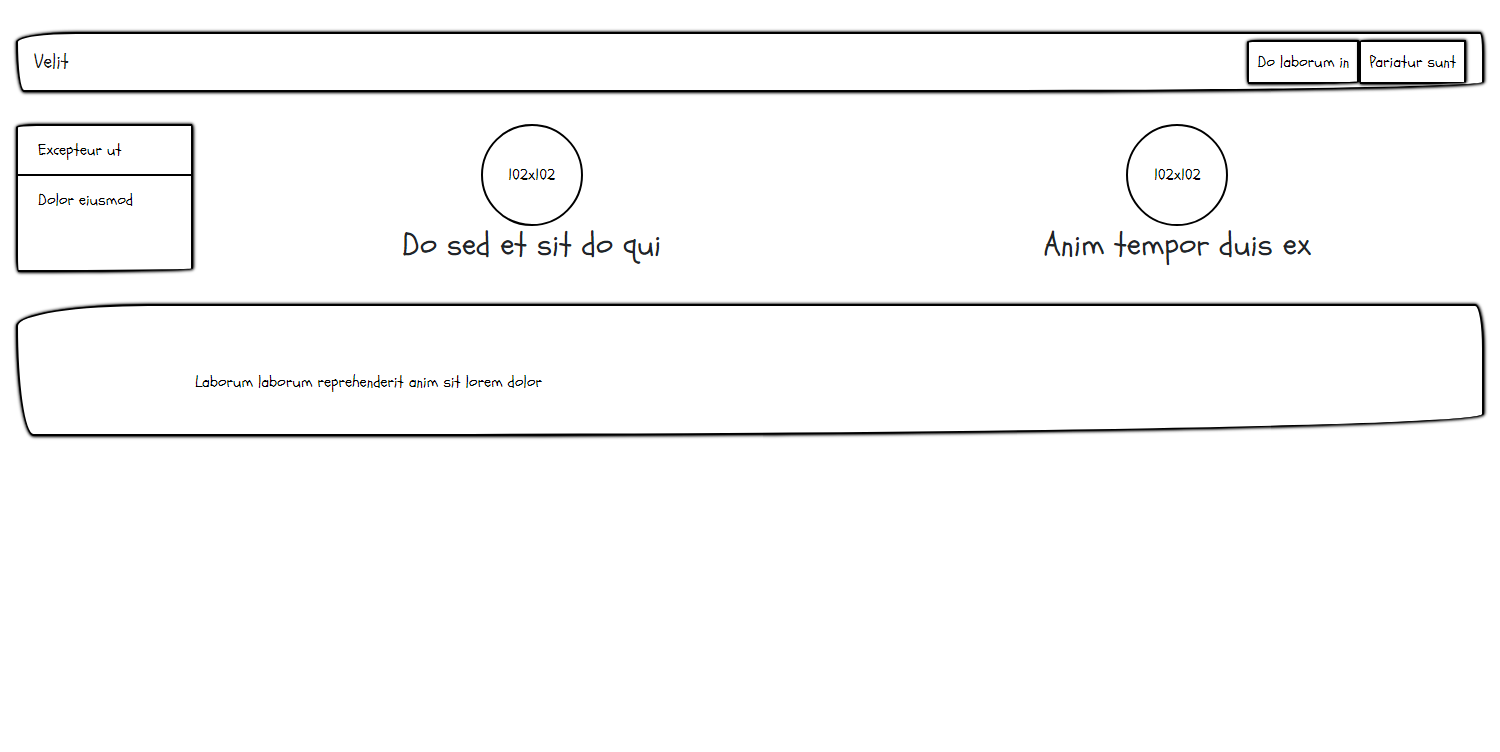 Velit
Do laborum in
Pariatur sunt
Excepteur ut
Dolor eiusmod
102x102
Do sed et sit do qui
102x102
Anim tempor duis ex
Laborum laborum reprehenderit anim sit lorem dolor